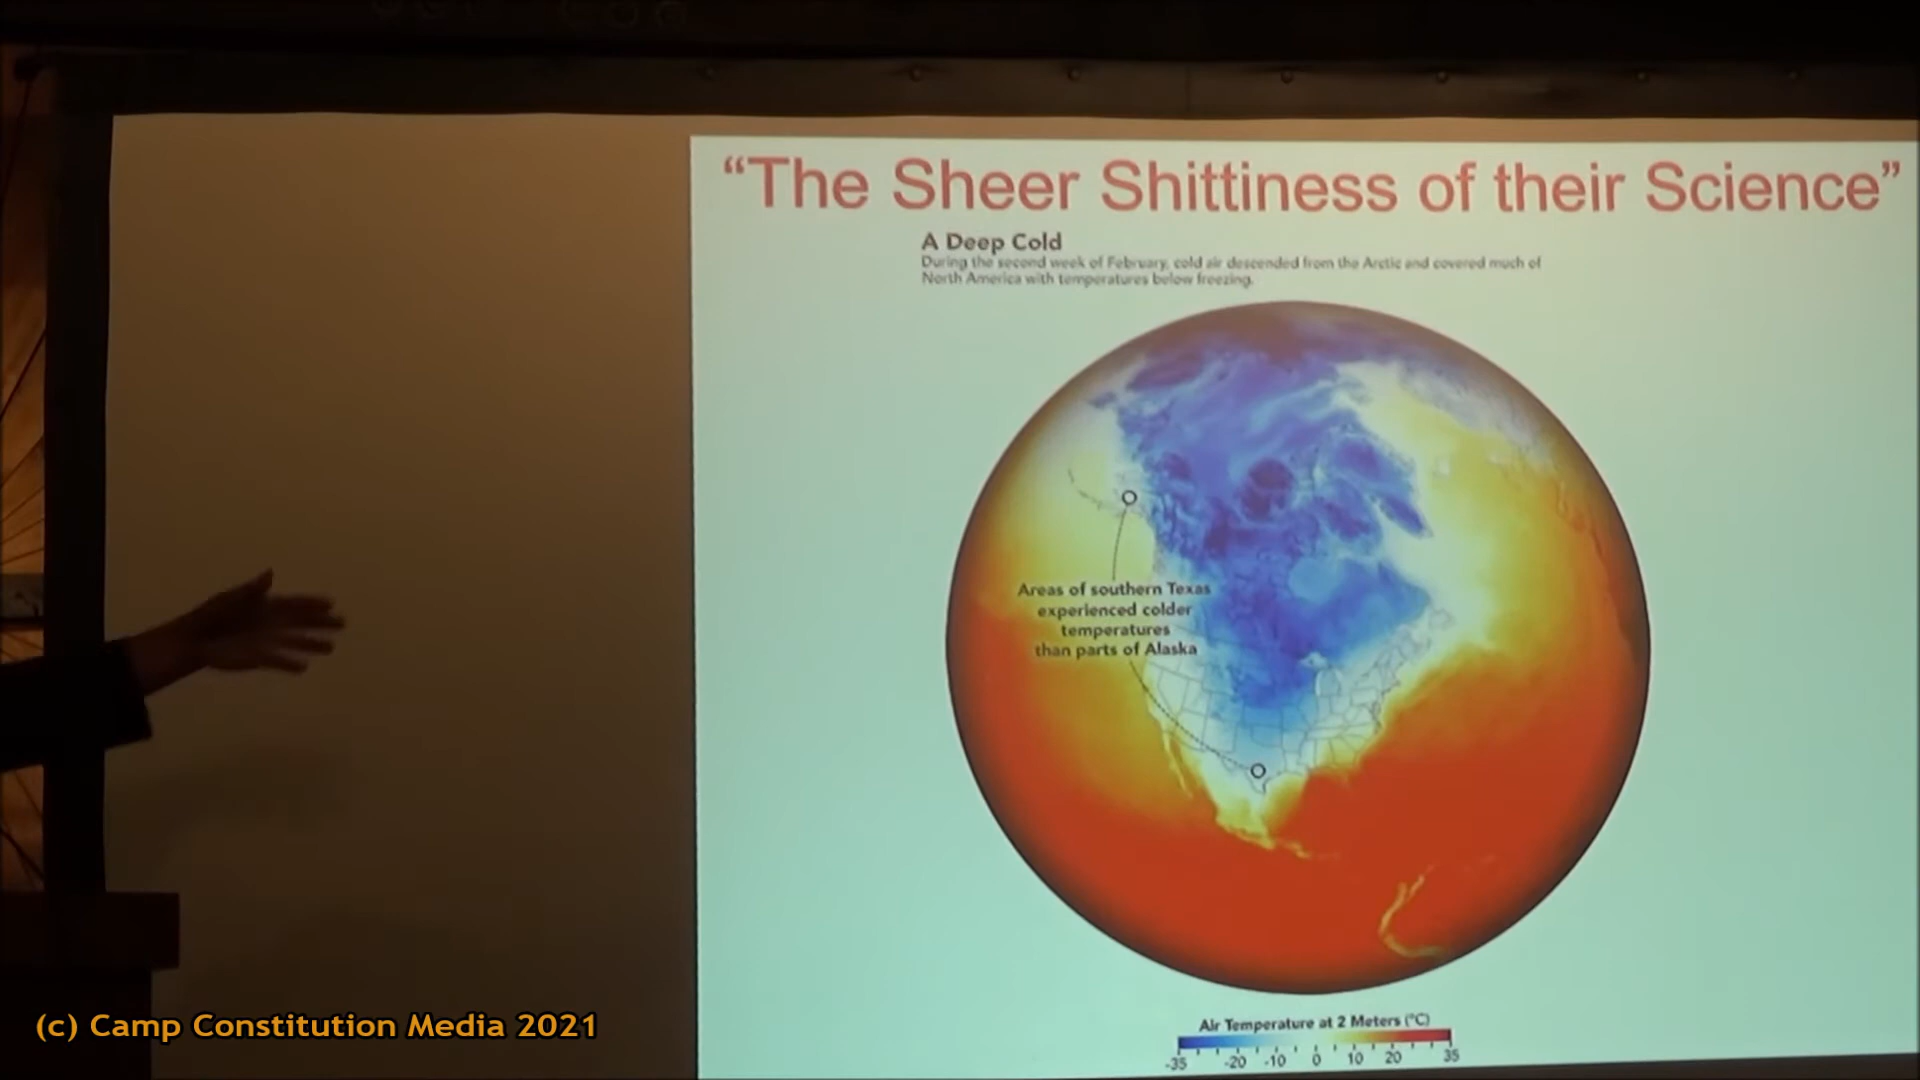 “The Sheer Shittiness of their Science”
A Deep Cold
During the second week of February, cold air descended from the Arctic and covered much of
North America with temperatures below freezing.
Areas of southern Texas
experienced colder
temperatures
than parts of Alaska
Air Temperature at 2 Meters (°C)
-35 -20 -10 0 10 20 35
(c) Camp Constitution Media 2021